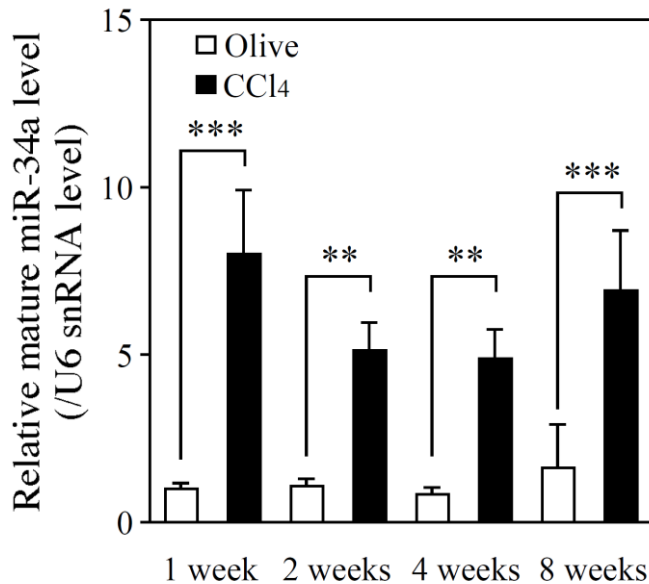 Relative mature miR-34a level
(/U6 snRNA level)
15
10
5
0
Olive
CCl4
***
**
**
***
1 week 2 weeks 4 weeks 8 weeks